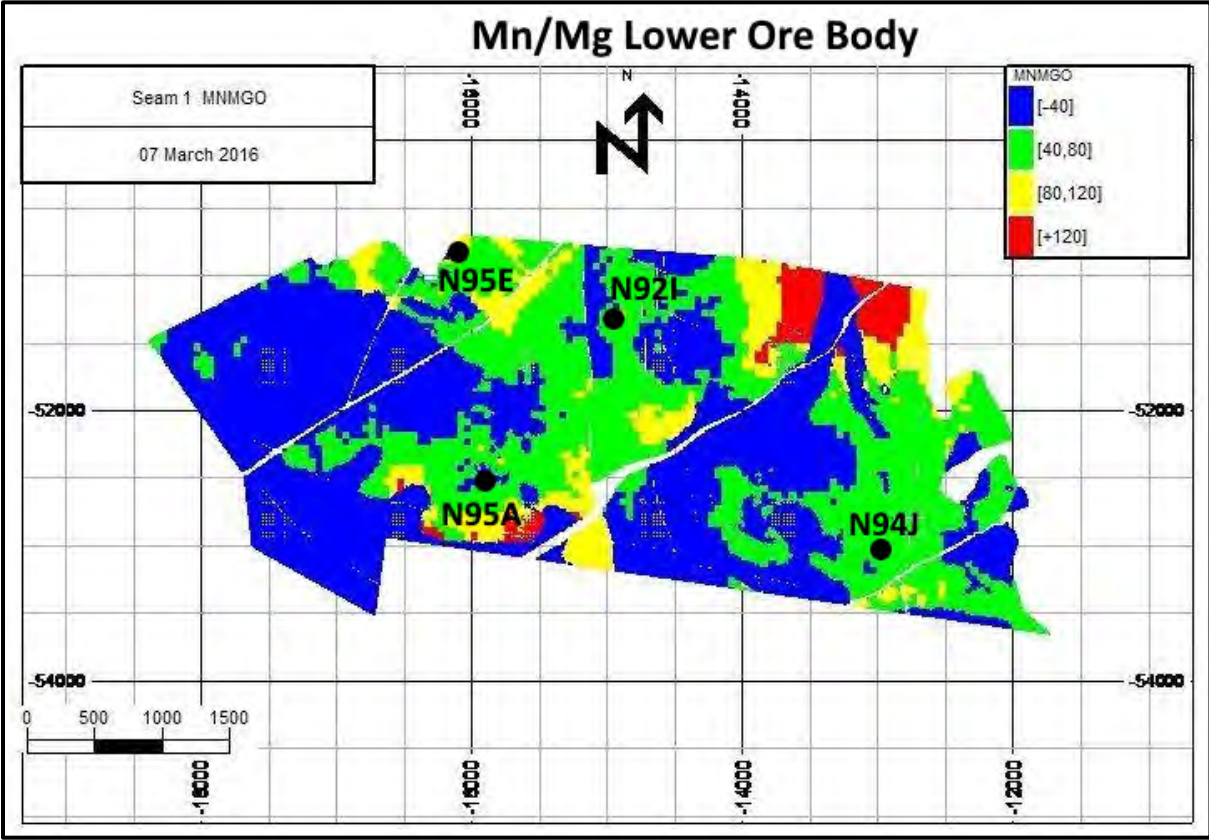 Mn/Mg Lower Ore Body
Seam 1 MNMGO
07 March 2016
-16000
N
-14000
MNMGO
[-40]
[40,80]
[80,120]
[+120]
N95E
N92I
-52000
-52000
N95A
N94J
-54000
-54000
0 500 1000 1500
-18000
-16000
-14000
-12000